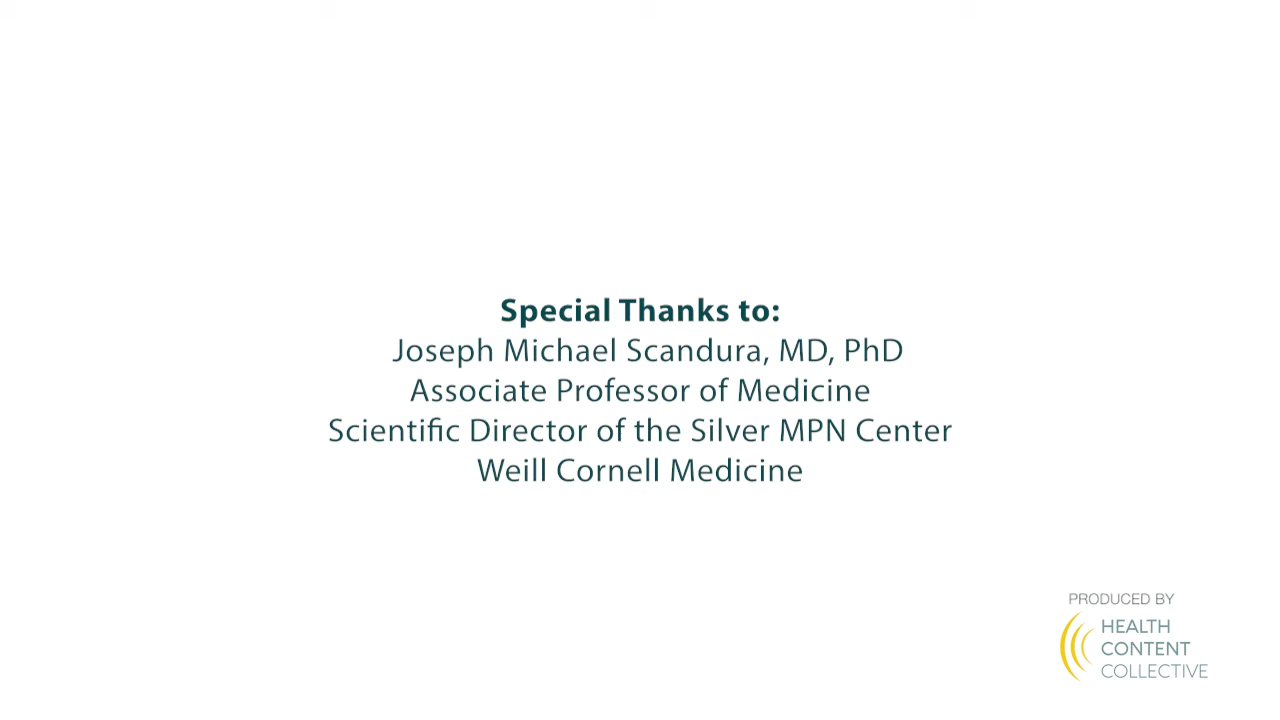 Special Thanks to:
Joseph Michael Scandura, MD, PhD
Associate Professor of Medicine
Scientific Director of the Silver MPN Center
Weill Cornell Medicine
PRODUCED BY
HEALTH
CONTENT
COLLECTIVE